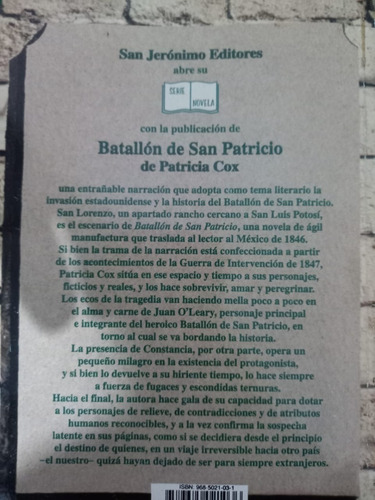 San Jerónimo Editores
abre su
SERIE NOVELA
con la publicación de
Batallón de San Patricio
de Patricia Cox
una entrañable narración que adopta como tema literario la
invasión estadounidense y la historia del Batallón de San Patricio.
San Lorenzo, un apartado rancho cercano a San Luis Potosí,
es el escenario de Batallón de San Patricio, una novela de ágil
manufactura que traslada al lector al México de 1846.
Si bien la trama de la narración está confeccionada a partir
de los acontecimientos de la Guerra de Intervención de 1847,
Patricia Cox sitúa en ese espacio y tiempo a sus personajes,
ficticios y reales, y los hace sobrevivir, amar y peregrinar.
Los ecos de la tragedia van haciendo mella poco a poco en
el alma y carne de Juan O'Leary, personaje principal
e integrante del heroico Batallón de San Patricio, en
torno al cual se va bordando la historia.
La presencia de Constancia, por otra parte, opera un
pequeño milagro en la existencia del protagonista,
y si bien lo devuelve a su hiriente tiempo, lo hace siempre
a fuerza de fugaces y escondidas ternuras.
Hacia el final, la autora hace gala de su capacidad para dotar
a los personajes de relieve, de contradicciones y de atributos
humanos reconocibles, y a la vez confirma la sospecha
latente en sus páginas, como si se decidiera desde el principio
el destino de quienes, en un viaje irreversible hacia otro país
–el nuestro– quizá hayan dejado de ser para siempre extranjeros.
ISBN: 968-5021-03-1